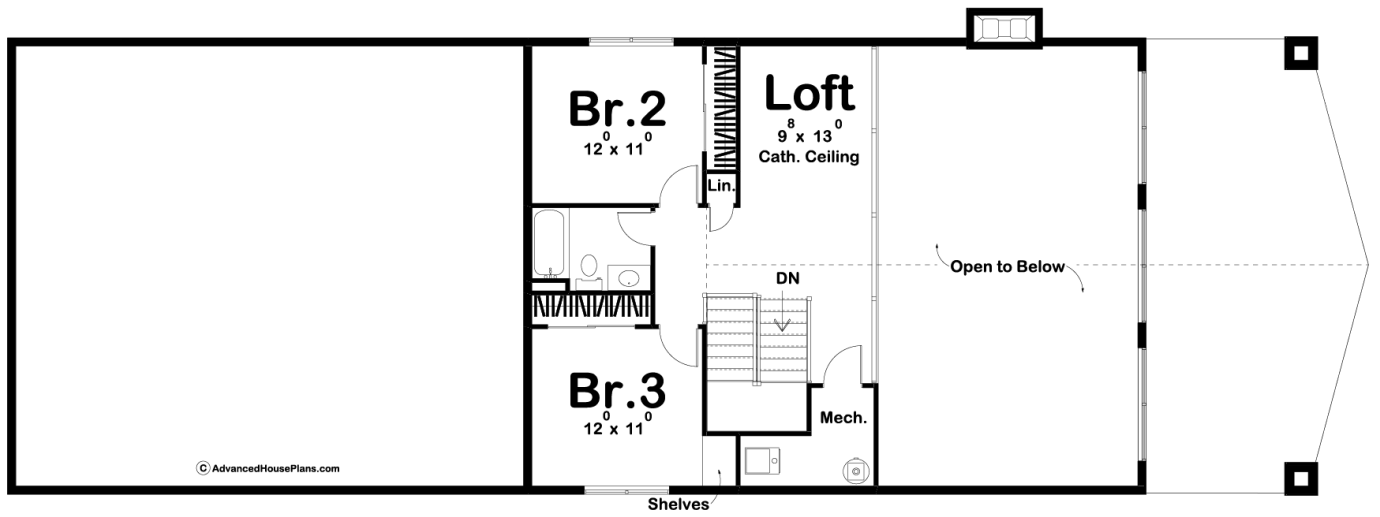 Br.2
12⁰ x 11⁰
Lin.
Loft
9⁸ x 13⁰
Cath. Ceiling
Open to Below
DN
Br.3
12⁰ x 11⁰
Mech.
Shelves
© AdvancedHousePlans.com